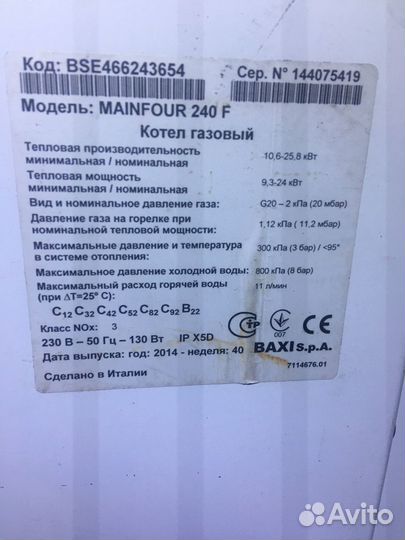 Код: BSE466243654
Сер. N° 144075419
Модель: MAINFOUR 240 F
Котел газовый
Тепловая производительность
минимальная / номинальная 10,6-25,8 кВт
Тепловая мощность
минимальная / номинальная 9,3-24 кВт
Вид и номинальное давление газа: G20 – 2 кПа (20 мбар)
Давление газа на горелке при
номинальной тепловой мощности: 1,12 кПа ( 11,2 мбар)
Максимальные давление и температура
в системе отопления: 300 кПа (3 бар) / <95°
Максимальное давление холодной воды: 800 кПа (8 бар)
Максимальный расход горячей воды
(при ΔT=25° C): 11 л/мин
C12 C32 C42 C52 C82 C92 B22
Класс NOx: 3
230 В – 50 Гц – 130 Вт IP X5D
Дата выпуска: год: 2014 - неделя: 40
Сделано в Италии
ТР
007
CE
BAXI S.p.A.
7114676.01
Avito